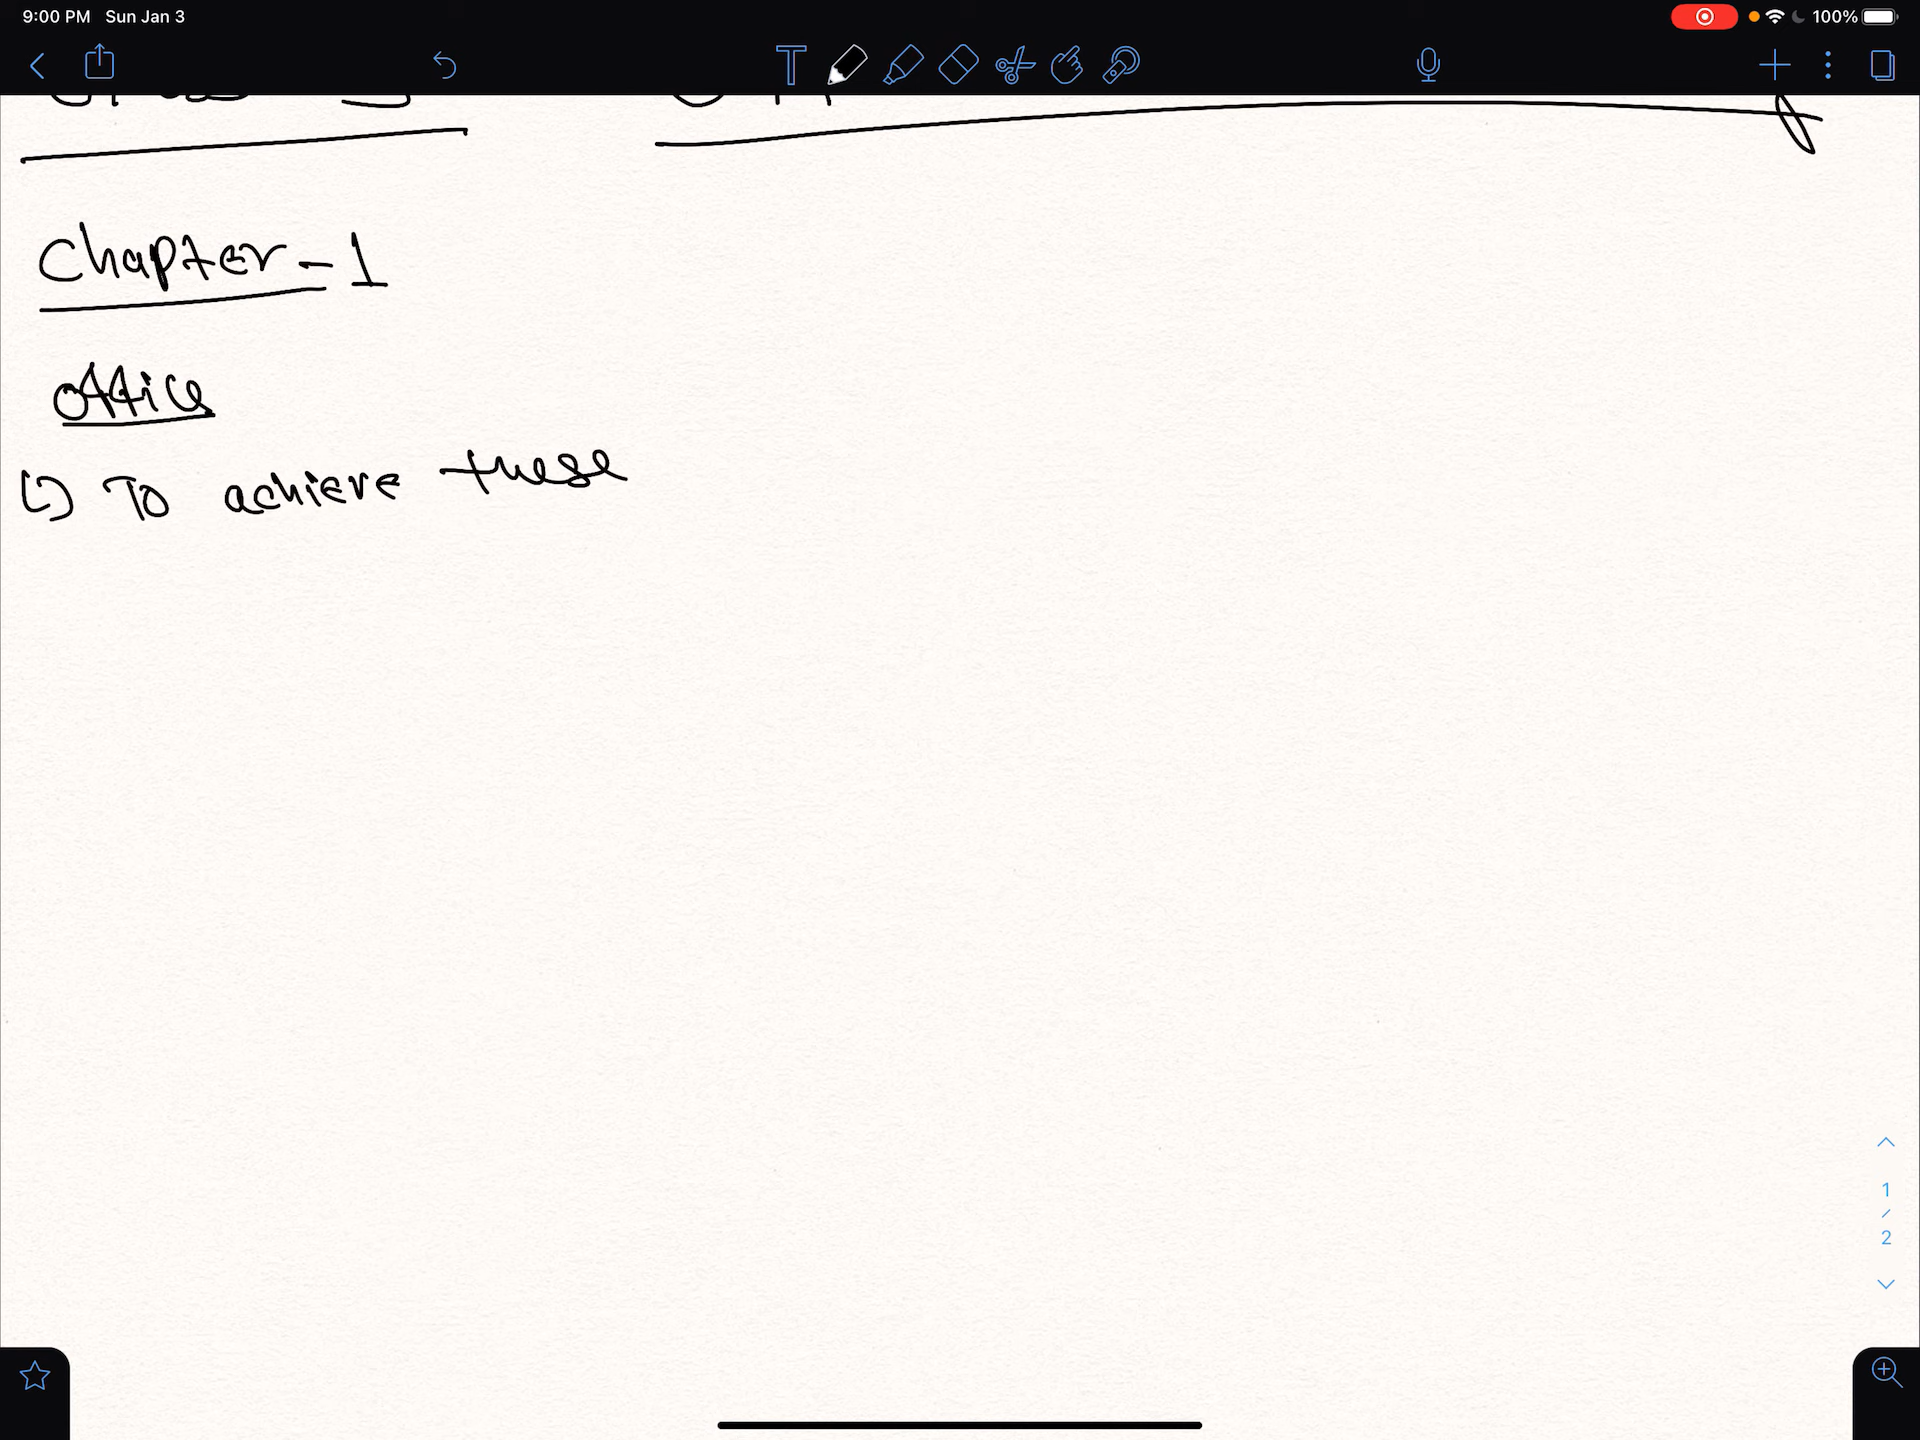 9:00 PM Sun Jan 3 100%
Chapter-1
Office
(i) To achieve these
1
/
2